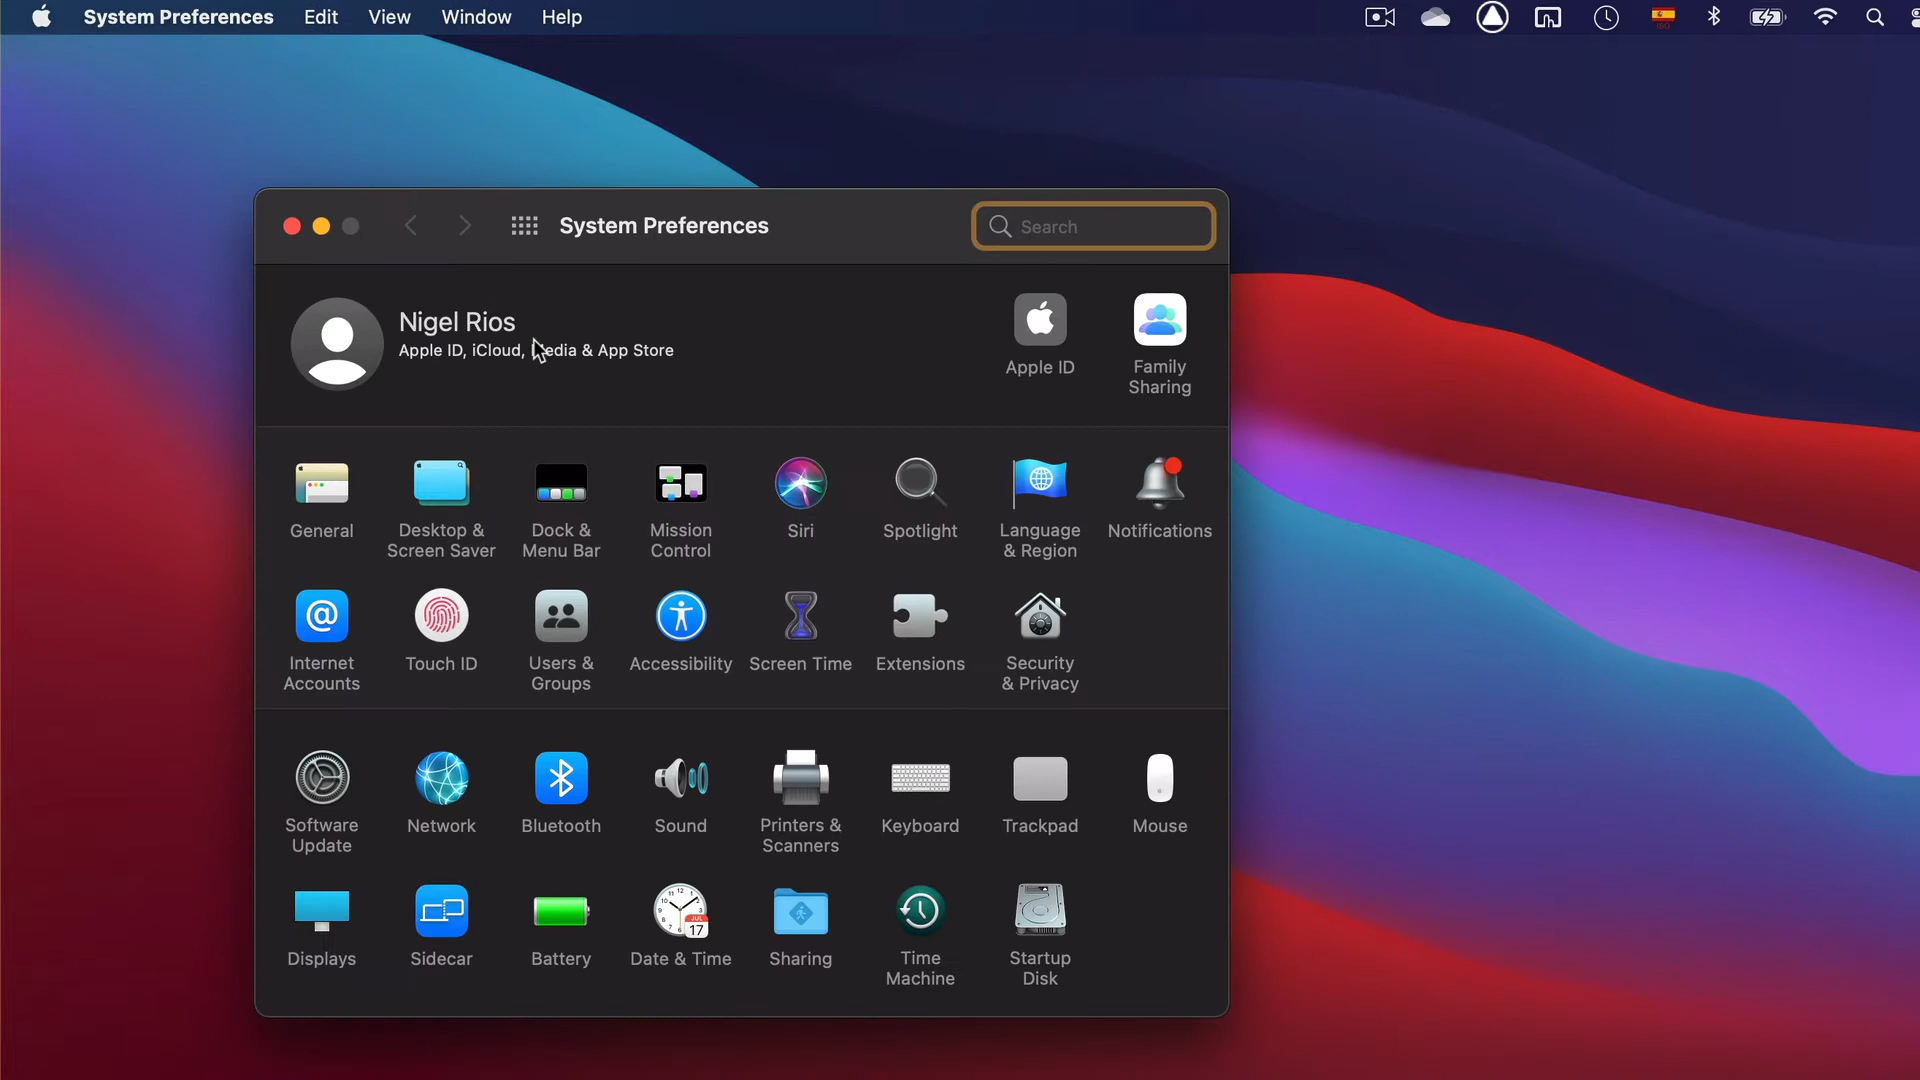 System Preferences Edit View Window Help
System Preferences
Search
Nigel Rios
Apple ID, iCloud, Media & App Store
Apple ID
Family
Sharing
General
Desktop &
Screen Saver
Dock &
Menu Bar
Mission
Control
Siri
Spotlight
Language
& Region
Notifications
Internet
Accounts
Touch ID
Users &
Groups
Accessibility
Screen Time
Extensions
Security
& Privacy
Software
Update
Network
Bluetooth
Sound
Printers &
Scanners
Keyboard
Trackpad
Mouse
Displays
Sidecar
Battery
JUL
17
Date & Time
Sharing
Time
Machine
Startup
Disk